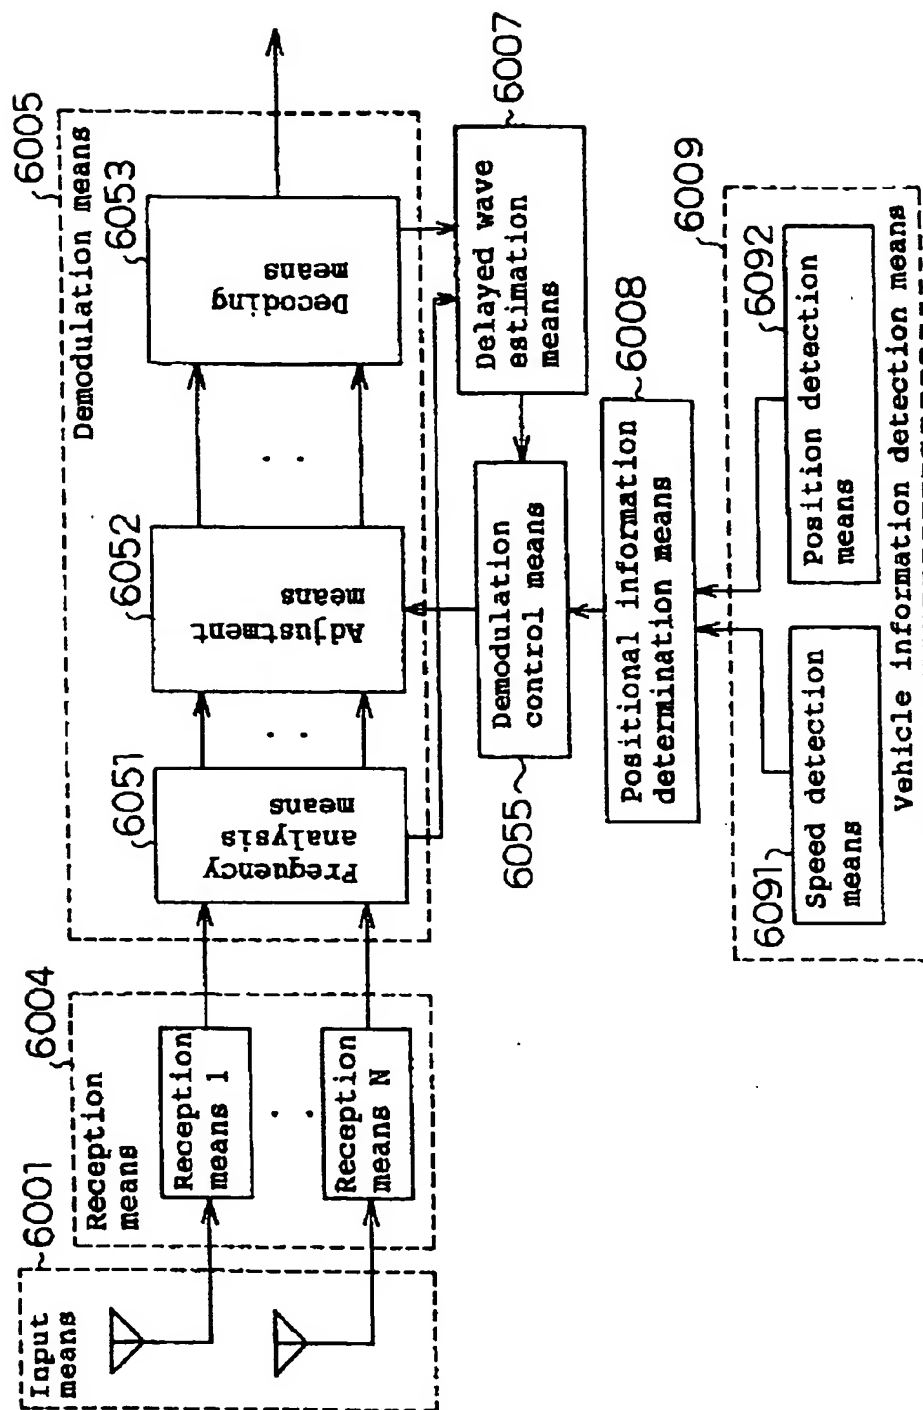 Input
means
6001
Reception
means
6004
Reception
means 1
. .
Reception
means N
Demodulation means
6005
Frequency
analysis
means
6051
. .
Adjustment
means
6052
. .
Decoding
means
6053
Delayed wave
estimation
means
6007
Demodulation
control means
6055
Positional information
determination means
6008
6009
Speed detection
means
6091
Position detection
means
6092
Vehicle information detection means